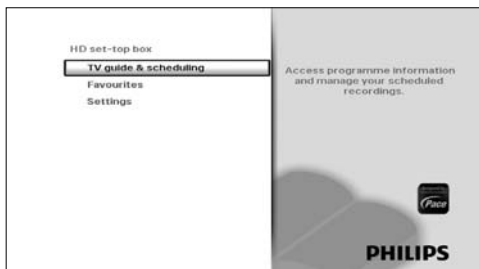 HD set-top box
TV guide & scheduling
Favourites
Settings
Access programme information
and manage your scheduled
recordings.
Pace
PHILIPS